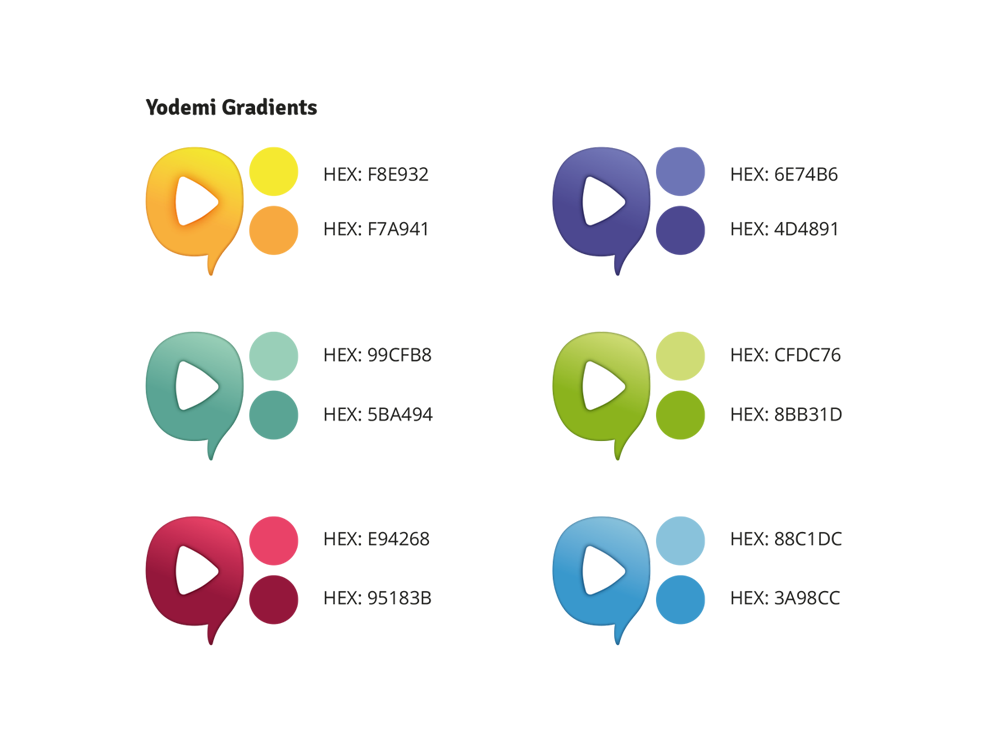 Yodemi Gradients
HEX: F8E932
HEX: F7A941
HEX: 6E74B6
HEX: 4D4891
HEX: 99CFB8
HEX: 5BA494
HEX: CFDC76
HEX: 8BB31D
HEX: E94268
HEX: 95183B
HEX: 88C1DC
HEX: 3A98CC